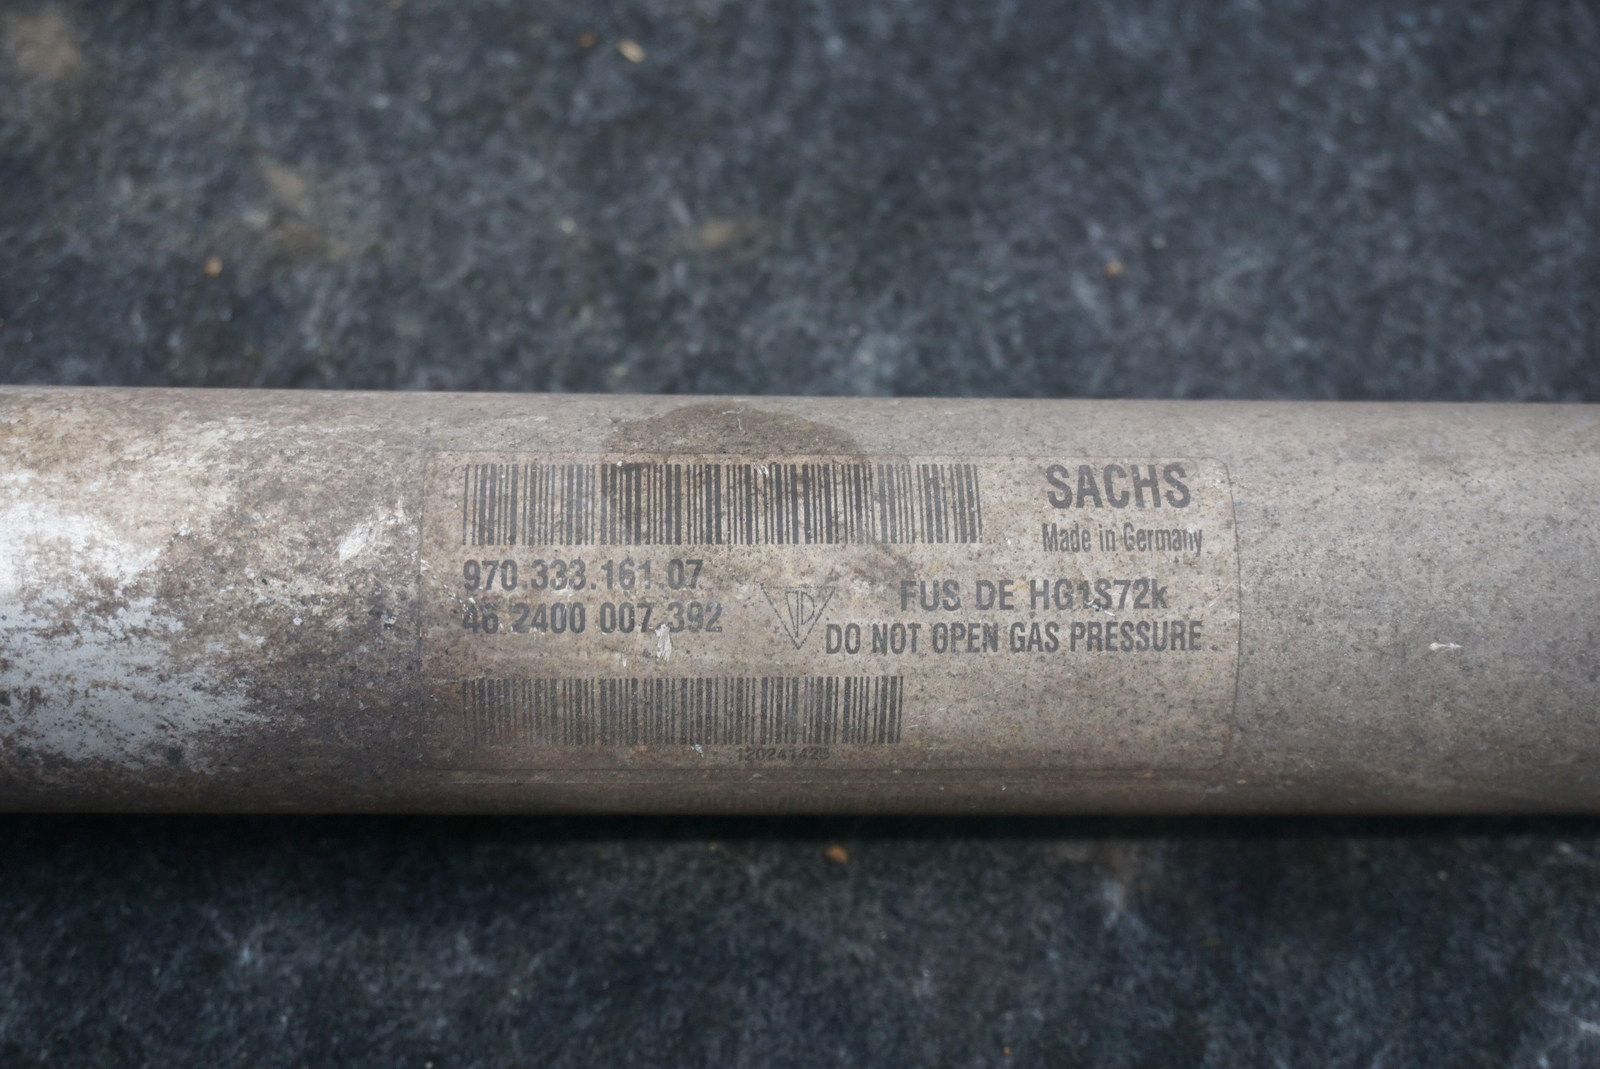 SACHS
Made in Germany
970.333.161.07
46 2400 007 392
FUS DE HG1S72k
DO NOT OPEN GAS PRESSURE